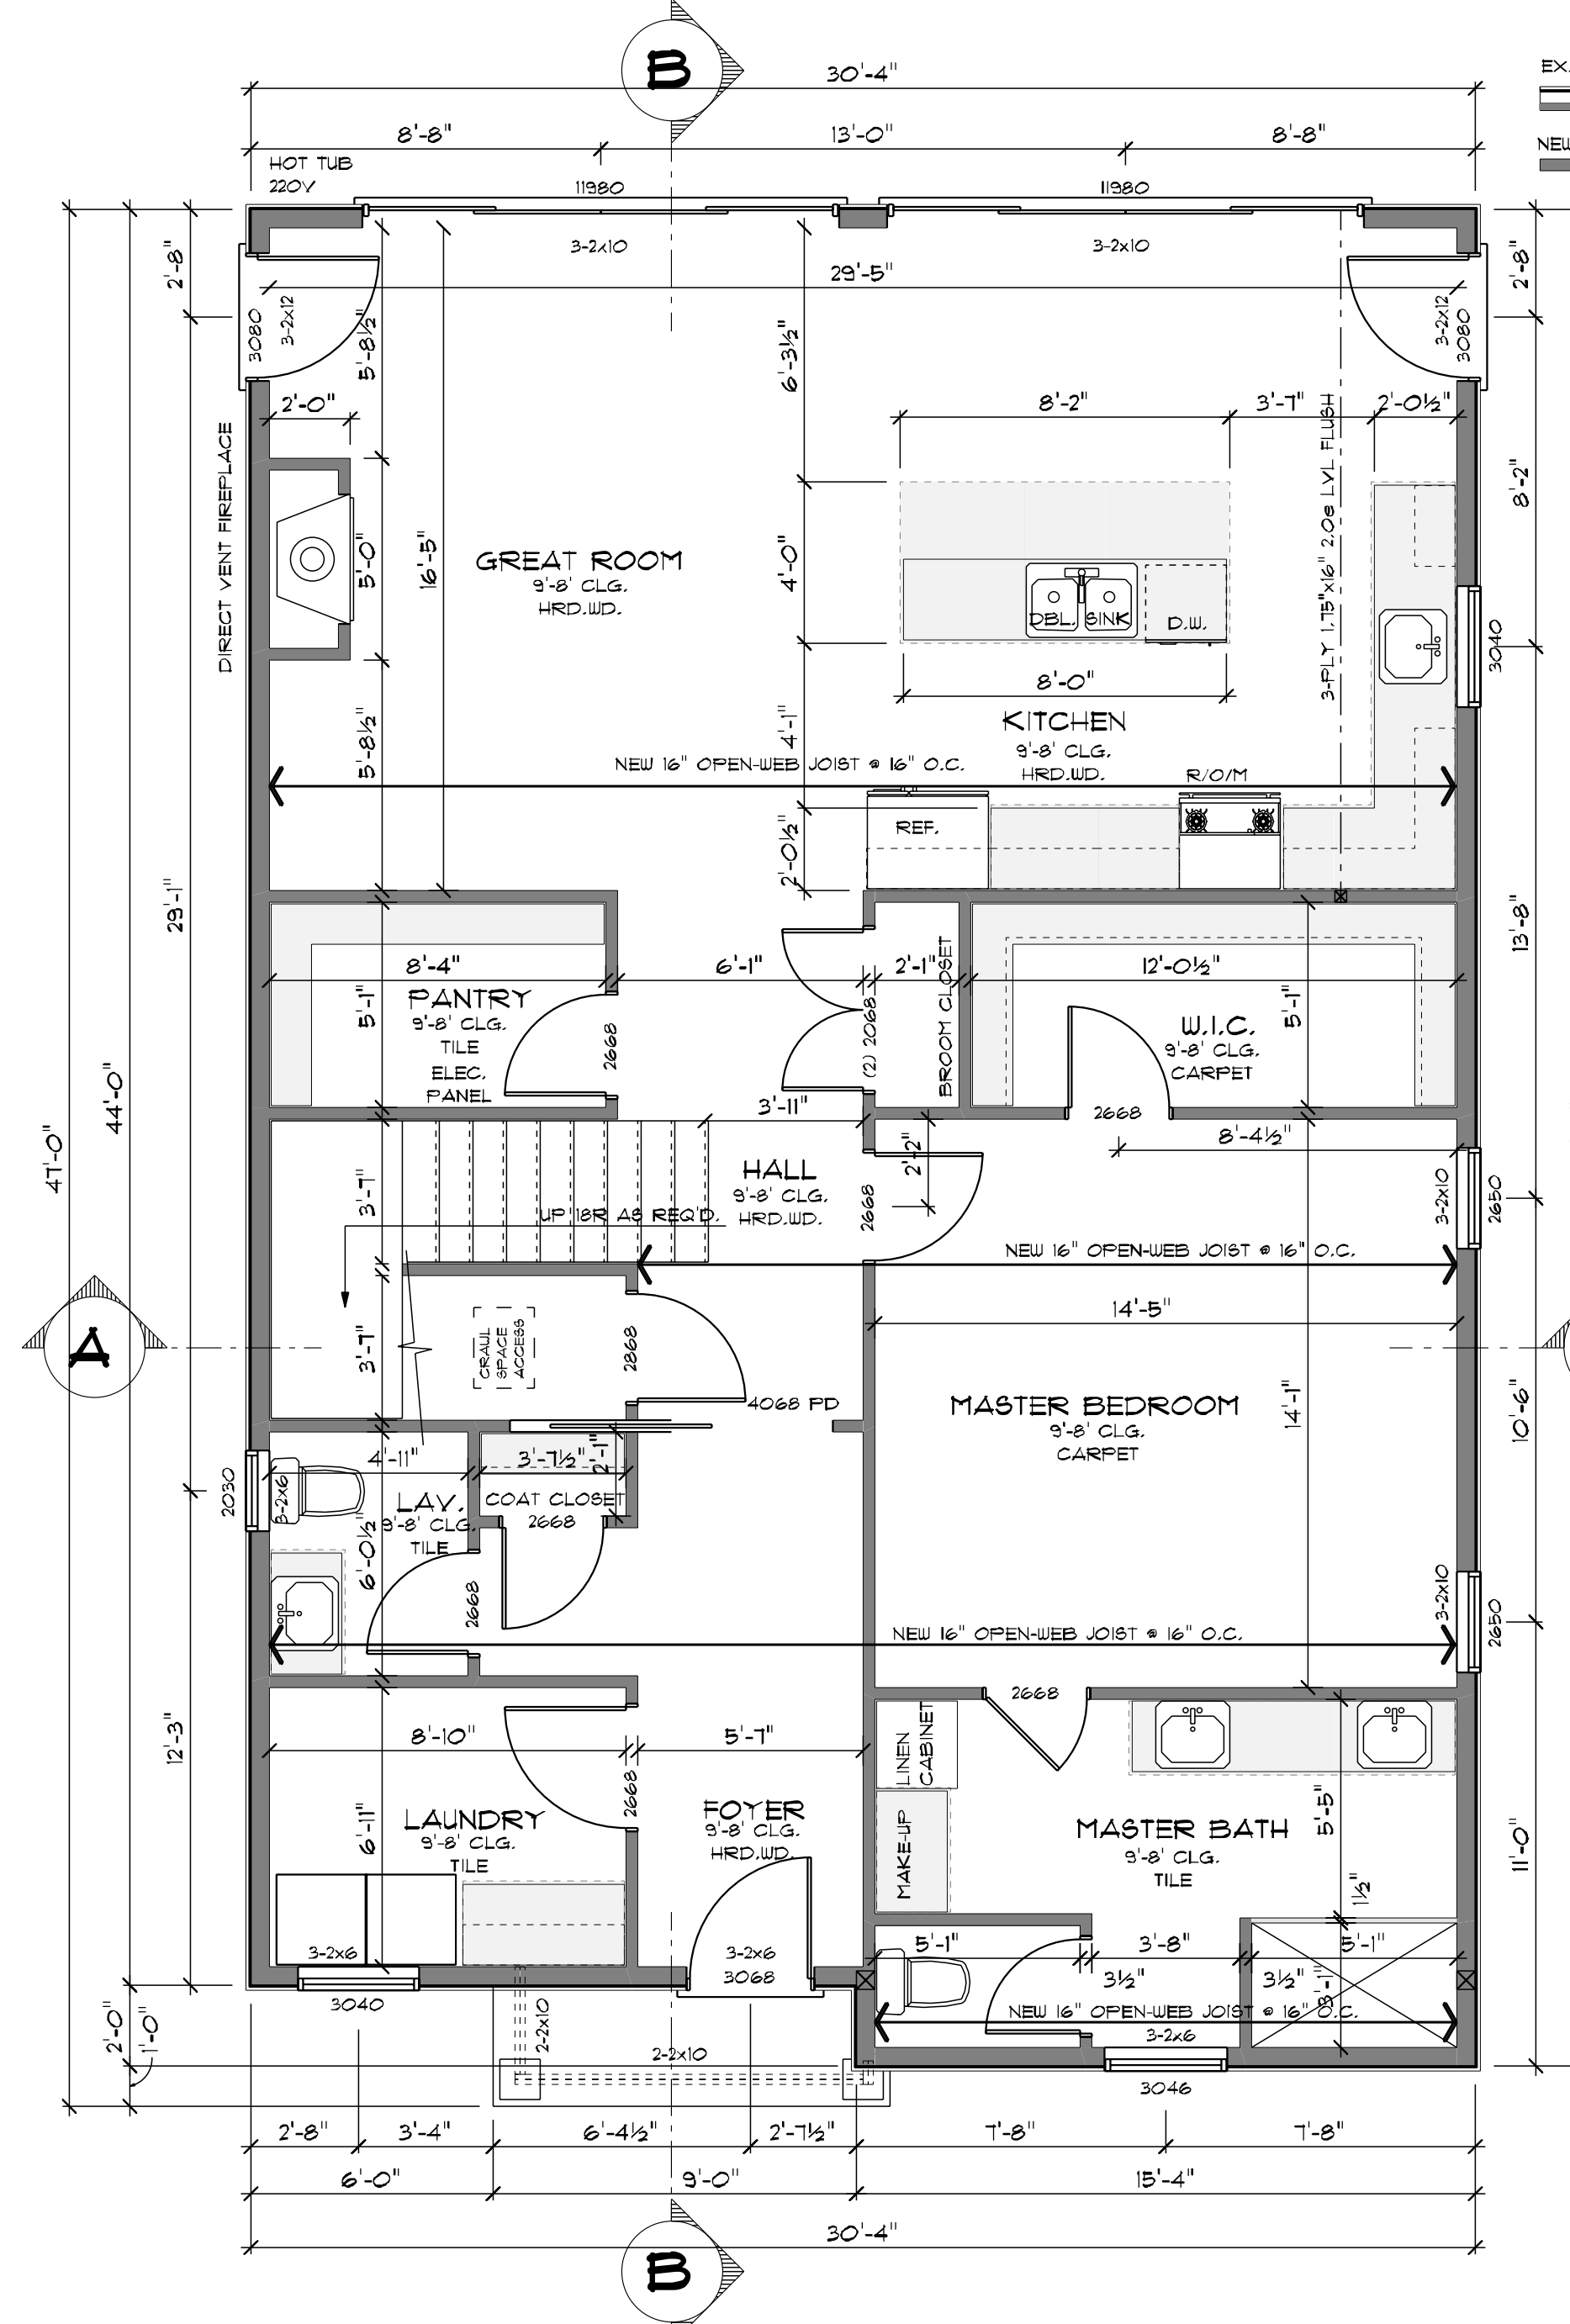 B
30'-4"
EX.
8'-8"
13'-0"
8'-8"
NEW
HOT TUB
220V
11980
11980
3-2x10
3-2x10
29'-5"
2'-8"
3080
3-2x12
5'-8½"
6'-3½"
3-2x12
3080
2'-8"
2'-0"
8'-2"
3'-7"
2'-0½"
DIRECT VENT FIREPLACE
5'-0"
16'-5"
GREAT ROOM
9'-8' CLG.
HRD.WD.
4'-0"
DBL. SINK
D.W.
3-PLY 1.75"x16" 2.0e LVL FLUSH
3040
8'-2"
8'-0"
KITCHEN
9'-8' CLG.
HRD.WD.
5'-8½"
4'-1"
NEW 16" OPEN-WEB JOIST @ 16" O.C.
R/O/M
REF.
2'-0½"
29'-1"
44'-0"
47'-0"
13'-8"
8'-4"
6'-1"
2'-1"
12'-0½"
PANTRY
9'-8' CLG.
TILE
ELEC.
PANEL
5'-1"
2668
(2) 2068
BROOM CLOSET
W.I.C.
9'-8' CLG.
CARPET
5'-1"
3'-11"
2668
8'-4½"
2'-2"
3'-7"
HALL
9'-8' CLG.
HRD.WD.
UP 18R AS REQ'D.
2668
3-2x10
2650
NEW 16" OPEN-WEB JOIST @ 16" O.C.
14'-5"
A
3'-7"
CRAWL
SPACE
ACCESS
2868
4068 PD
MASTER BEDROOM
9'-8' CLG.
CARPET
14'-1"
10'-6"
4'-11"
3'-7½"
2'-1"
2030
3-2x6
LAV.
9'-8' CLG.
TILE
COAT CLOSET
2668
6'-0½"
2668
3-2x10
2650
NEW 16" OPEN-WEB JOIST @ 16" O.C.
12'-3"
8'-10"
5'-7"
2668
LINEN
CABINET
2668
LAUNDRY
9'-8' CLG.
TILE
6'-11"
FOYER
9'-8' CLG.
HRD.WD.
MAKE-UP
MASTER BATH
9'-8' CLG.
TILE
5'-5"
1½"
11'-0"
3-2x6
3040
3-2x6
3068
5'-1"
3'-8"
5'-1"
3½"
3½"
3'-1"
NEW 16" OPEN-WEB JOIST @ 16" O.C.
3-2x6
3046
2'-0"
1'-0"
2-2x10
2-2x10
2'-8"
3'-4"
6'-4½"
2'-7½"
7'-8"
7'-8"
6'-0"
9'-0"
15'-4"
30'-4"
B